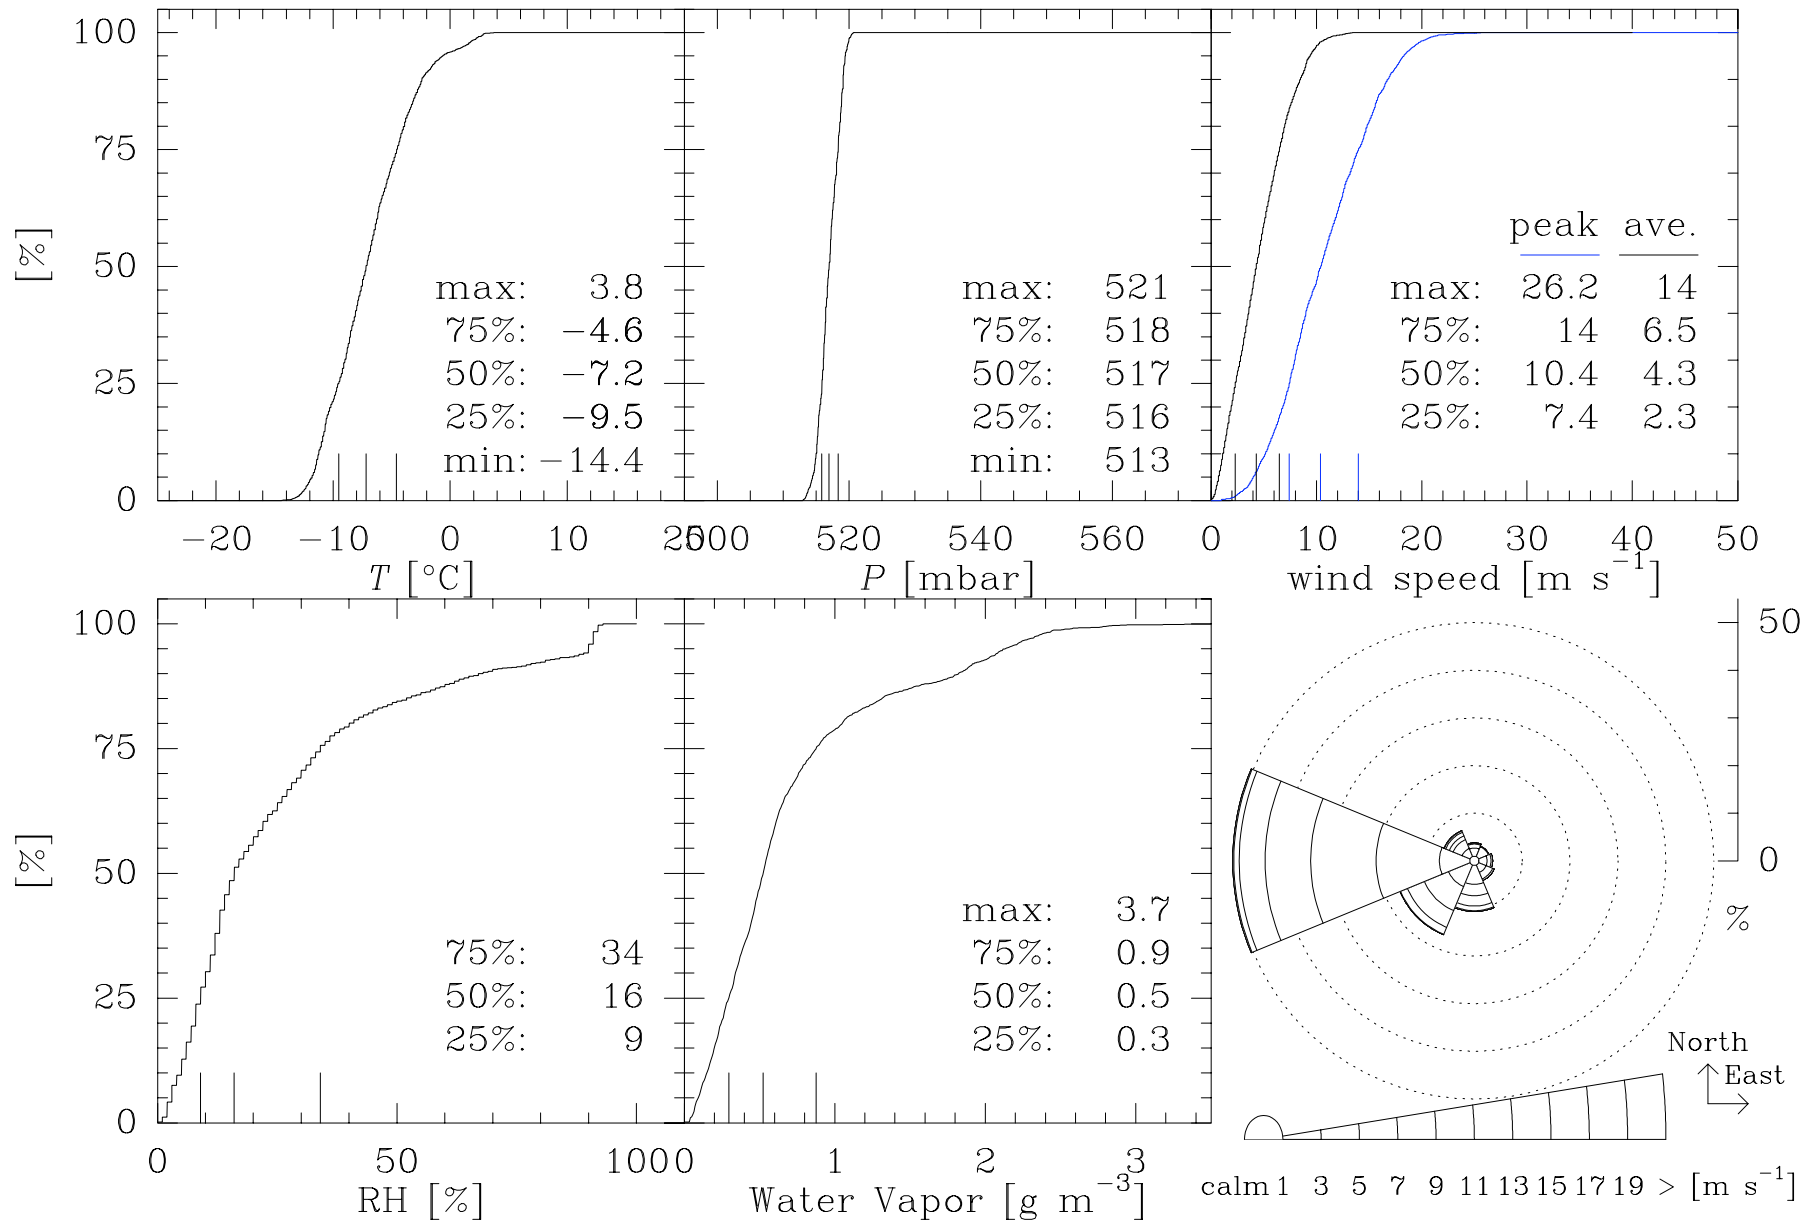 100
75
50
25
0
[%]
max: 3.8
75%: −4.6
50%: −7.2
25%: −9.5
min: −14.4
−20 −10 0 10 20
T [°C]
max: 521
75%: 518
50%: 517
25%: 516
min: 513
500 520 540 560
P [mbar]
peak ave.
max: 26.2 14
75%: 14 6.5
50%: 10.4 4.3
25%: 7.4 2.3
0 10 20 30 40 50
wind speed [m s⁻¹]
100
75
50
25
0
[%]
75%: 34
50%: 16
25%: 9
0 50 100
RH [%]
max: 3.7
75%: 0.9
50%: 0.5
25%: 0.3
0 1 2 3
Water Vapor [g m⁻³]
50
0
%
North
East
calm 1 3 5 7 9 11 13 15 17 19 > [m s⁻¹]